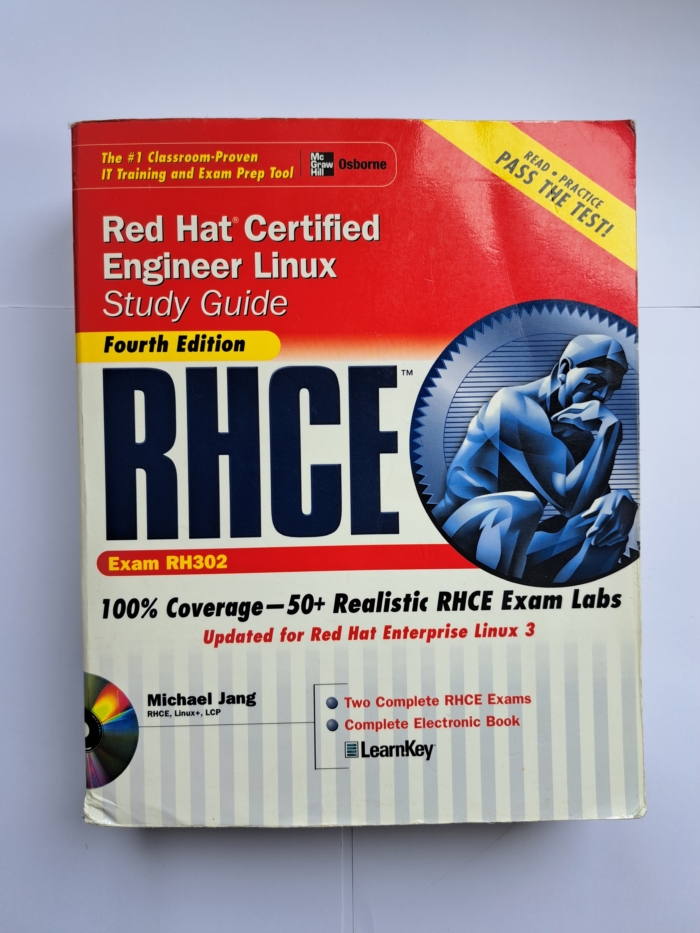 The #1 Classroom-Proven
IT Training and Exam Prep Tool
Mc
Graw
Hill
Osborne
READ • PRACTICE
PASS THE TEST!
Red Hat® Certified
Engineer Linux
Study Guide
Fourth Edition
RHCE™
Exam RH302
100% Coverage—50+ Realistic RHCE Exam Labs
Updated for Red Hat Enterprise Linux 3
Michael Jang
RHCE, Linux+, LCP
Two Complete RHCE Exams
Complete Electronic Book
LearnKey